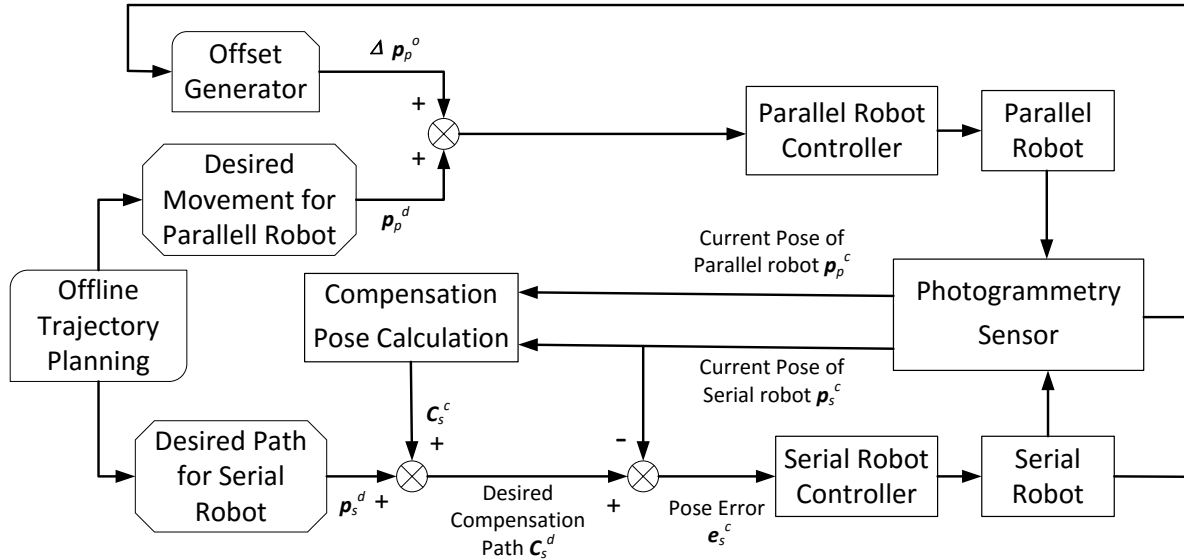 Offset
Generator
Δ p_p^o
+
+
Parallel Robot
Controller
Parallel
Robot
Desired
Movement for
Parallell Robot
p_p^d
Current Pose of
Parallel robot p_p^c
Offline
Trajectory
Planning
Compensation
Pose Calculation
Photogrammetry
Sensor
Current Pose of
Serial robot p_s^c
C_s^c
+
-
Desired Path
for Serial
Robot
p_s^d
+
Desired
Compensation
Path C_s^d
+
Pose Error
e_s^c
Serial Robot
Controller
Serial
Robot